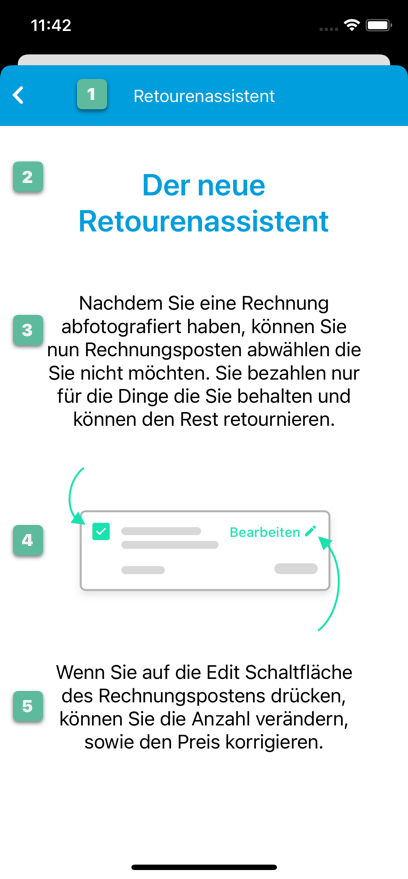 11:42
1 Retourenassistent
2 Der neue
Retourenassistent
Nachdem Sie eine Rechnung
3 abfotografiert haben, können Sie
nun Rechnungsposten abwählen die
Sie nicht möchten. Sie bezahlen nur
für die Dinge die Sie behalten und
können den Rest retournieren.
4 Bearbeiten
Wenn Sie auf die Edit Schaltfläche
des Rechnungspostens drücken,
5 können Sie die Anzahl verändern,
sowie den Preis korrigieren.